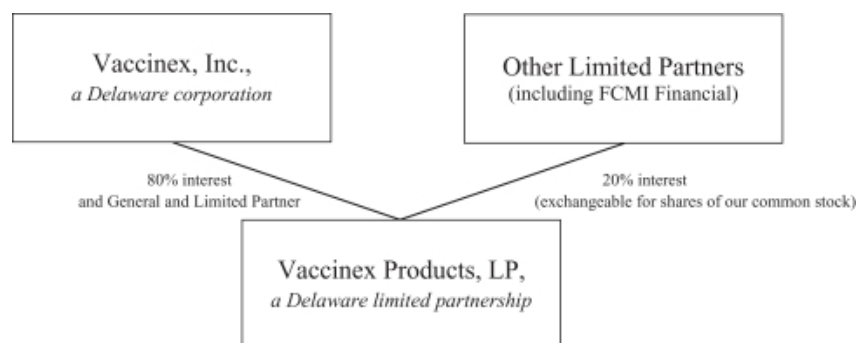 Vaccinex, Inc.,
a Delaware corporation
Other Limited Partners
(including FCMI Financial)
80% interest
and General and Limited Partner
20% interest
(exchangeable for shares of our common stock)
Vaccinex Products, LP,
a Delaware limited partnership